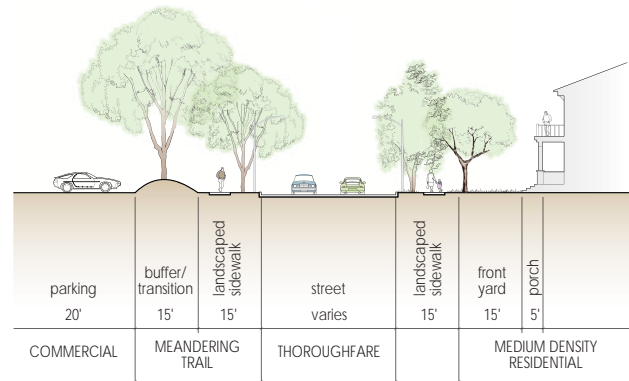 parking
20'
buffer/
transition
15'
landscaped
sidewalk
15'
street
varies
landscaped
sidewalk
15'
front
yard
15'
porch
5'
COMMERCIAL
MEANDERING
TRAIL
THOROUGHFARE
MEDIUM DENSITY
RESIDENTIAL